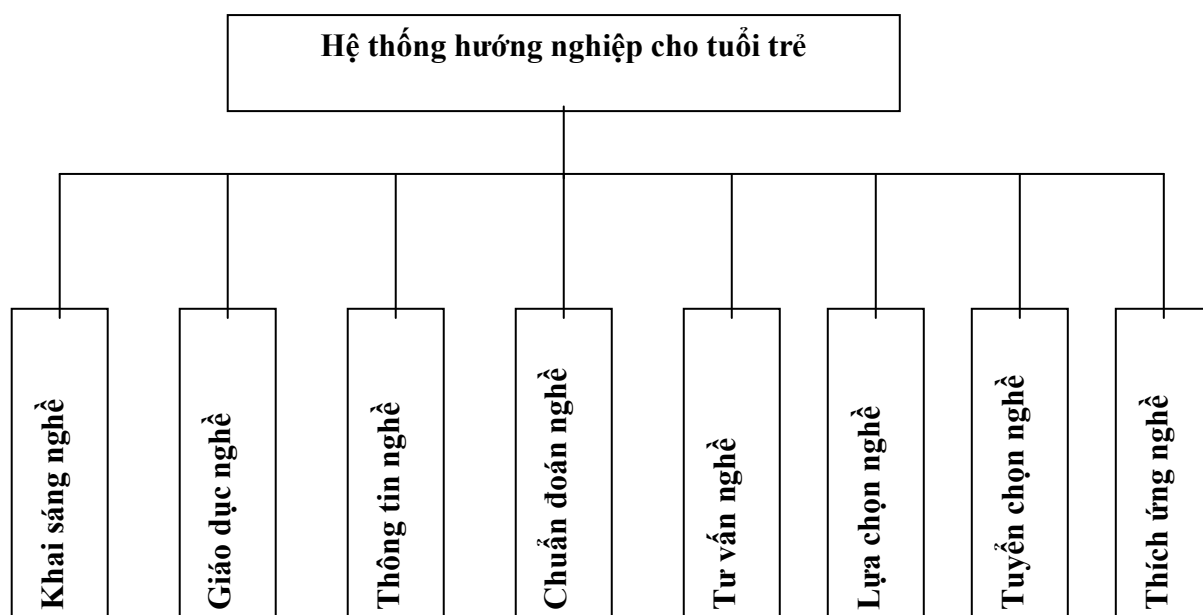 Hệ thống hướng nghiệp cho tuổi trẻ
Khai sáng nghề
Giáo dục nghề
Thông tin nghề
Chuẩn đoán nghề
Tư vấn nghề
Lựa chọn nghề
Tuyển chọn nghề
Thích ứng nghề